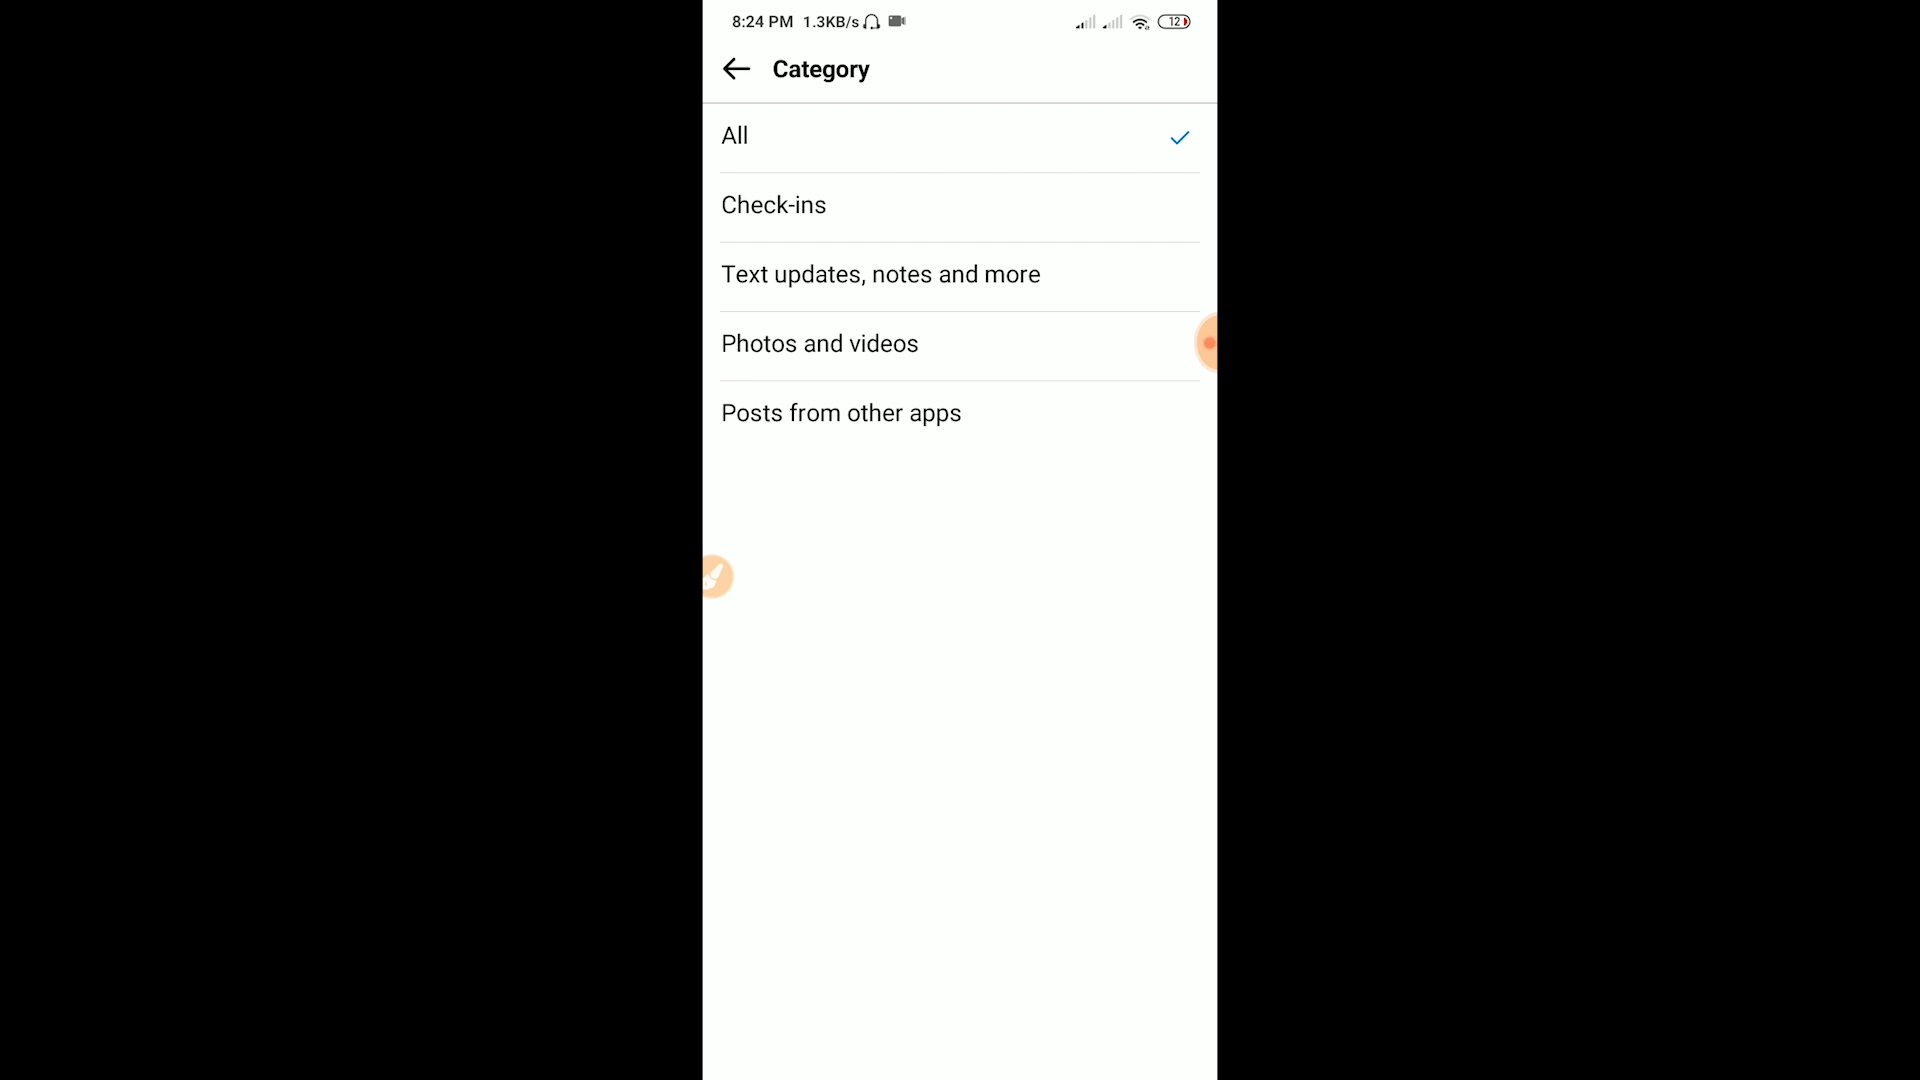 8:24 PM 1.3KB/s 12
Category
All
Check-ins
Text updates, notes and more
Photos and videos
Posts from other apps